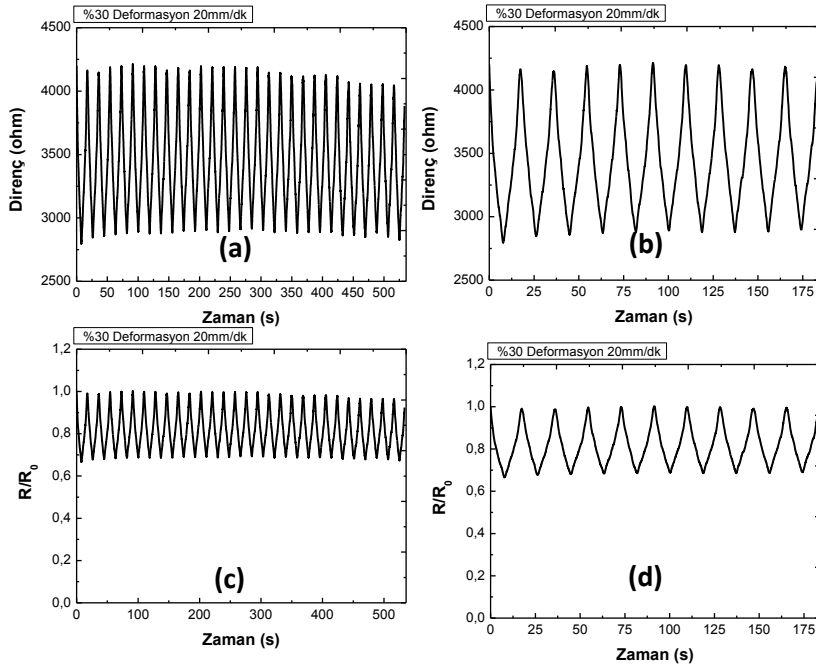 %30 Deformasyon 20mm/dk
4500
4000
3500
3000
2500
Direnç (ohm)
(a)
0 50 100 150 200 250 300 350 400 450 500
Zaman (s)
%30 Deformasyon 20mm/dk
4500
4000
3500
3000
2500
Direnç (ohm)
(b)
0 25 50 75 100 125 150 175
Zaman (s)
%30 Deformasyon 20mm/dk
1,2
1,0
0,8
0,6
0,4
0,2
0,0
R/R0
(c)
0 50 100 150 200 250 300 350 400 450 500
Zaman (s)
%30 Deformasyon 20mm/dk
1,2
1,0
0,8
0,6
0,4
0,2
0,0
R/R0
(d)
0 25 50 75 100 125 150 175
Zaman (s)